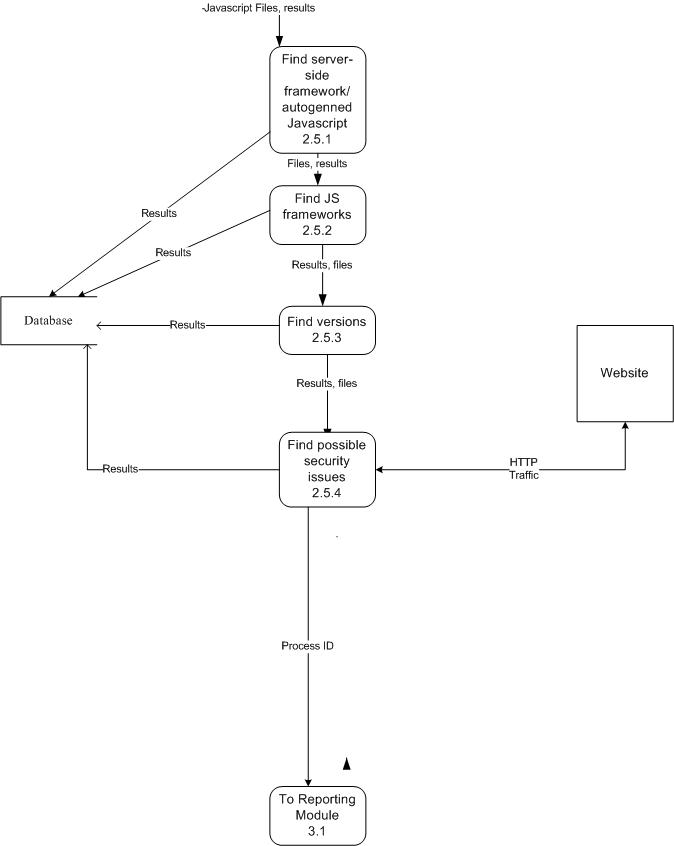 -Javascript Files, results
Find server-
side
framework/
autogenned
Javascript
2.5.1
Files, results
Find JS
frameworks
2.5.2
Results
Results
Results, files
Database
Results
Find versions
2.5.3
Website
Results, files
Find possible
security
issues
2.5.4
Results
HTTP
Traffic
Process ID
To Reporting
Module
3.1